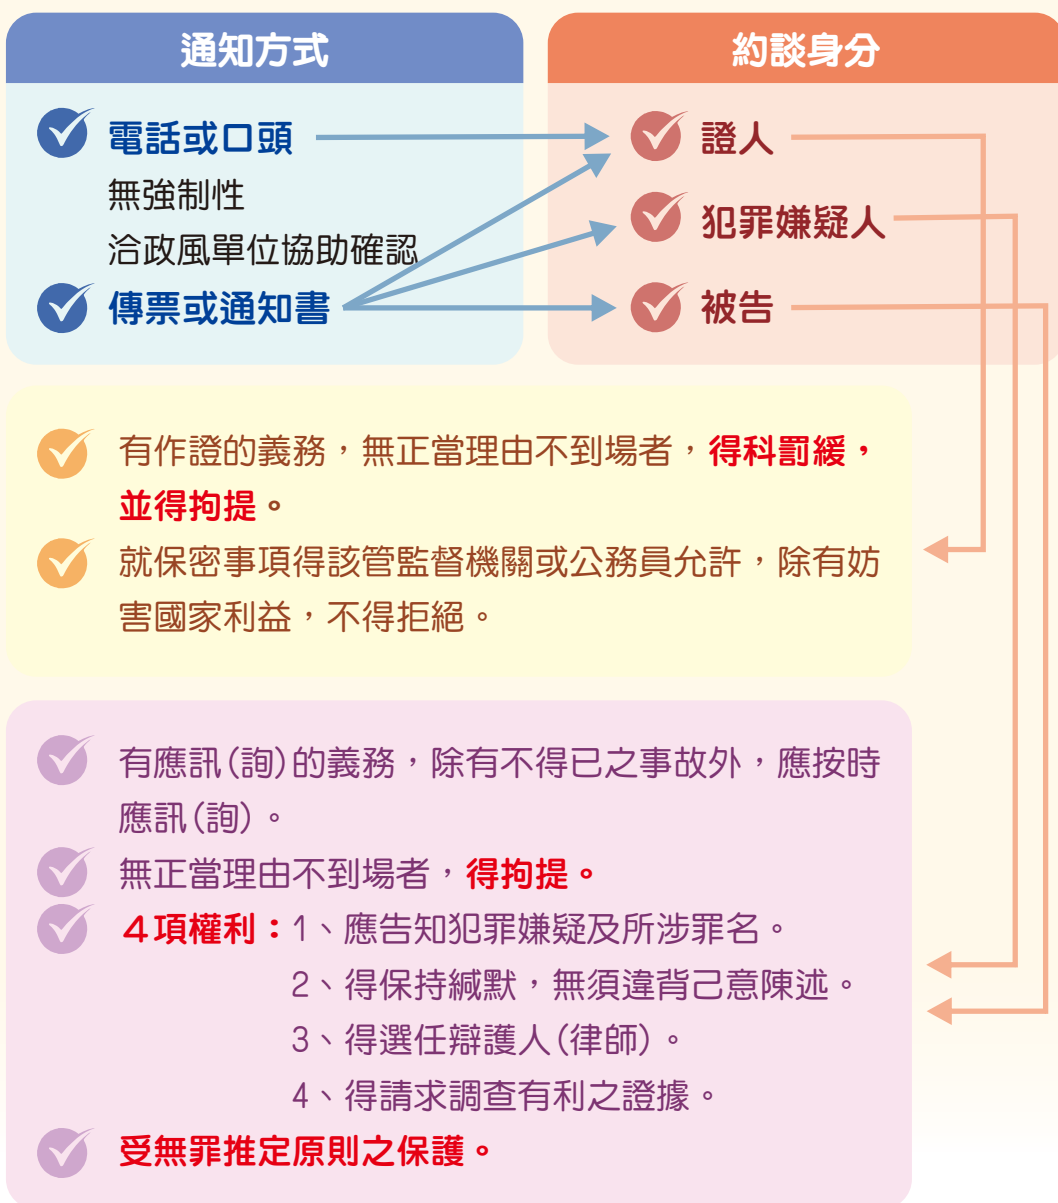 通知方式
約談身分
電話或口頭
無強制性
洽政風單位協助確認
傳票或通知書
證人
犯罪嫌疑人
被告
有作證的義務，無正當理由不到場者，得科罰緩，
並得拘提。
就保密事項得該管監督機關或公務員允許，除有妨
害國家利益，不得拒絕。
有應訊(詢)的義務，除有不得已之事故外，應按時
應訊(詢)。
無正當理由不到場者，得拘提。
４項權利：1、應告知犯罪嫌疑及所涉罪名。
2、得保持緘默，無須違背己意陳述。
3、得選任辯護人(律師)。
4、得請求調查有利之證據。
受無罪推定原則之保護。